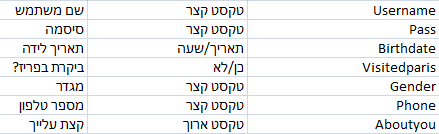 שם משתמש טקסט קצר Username
סיסמה טקסט קצר Pass
תאריך לידה תאריך/שעה Birthdate
ביקרת בפריז? כן/לא Visitedparis
מגדר טקסט קצר Gender
מספר טלפון טקסט קצר Phone
קצת עלייך טקסט ארוך Aboutyou